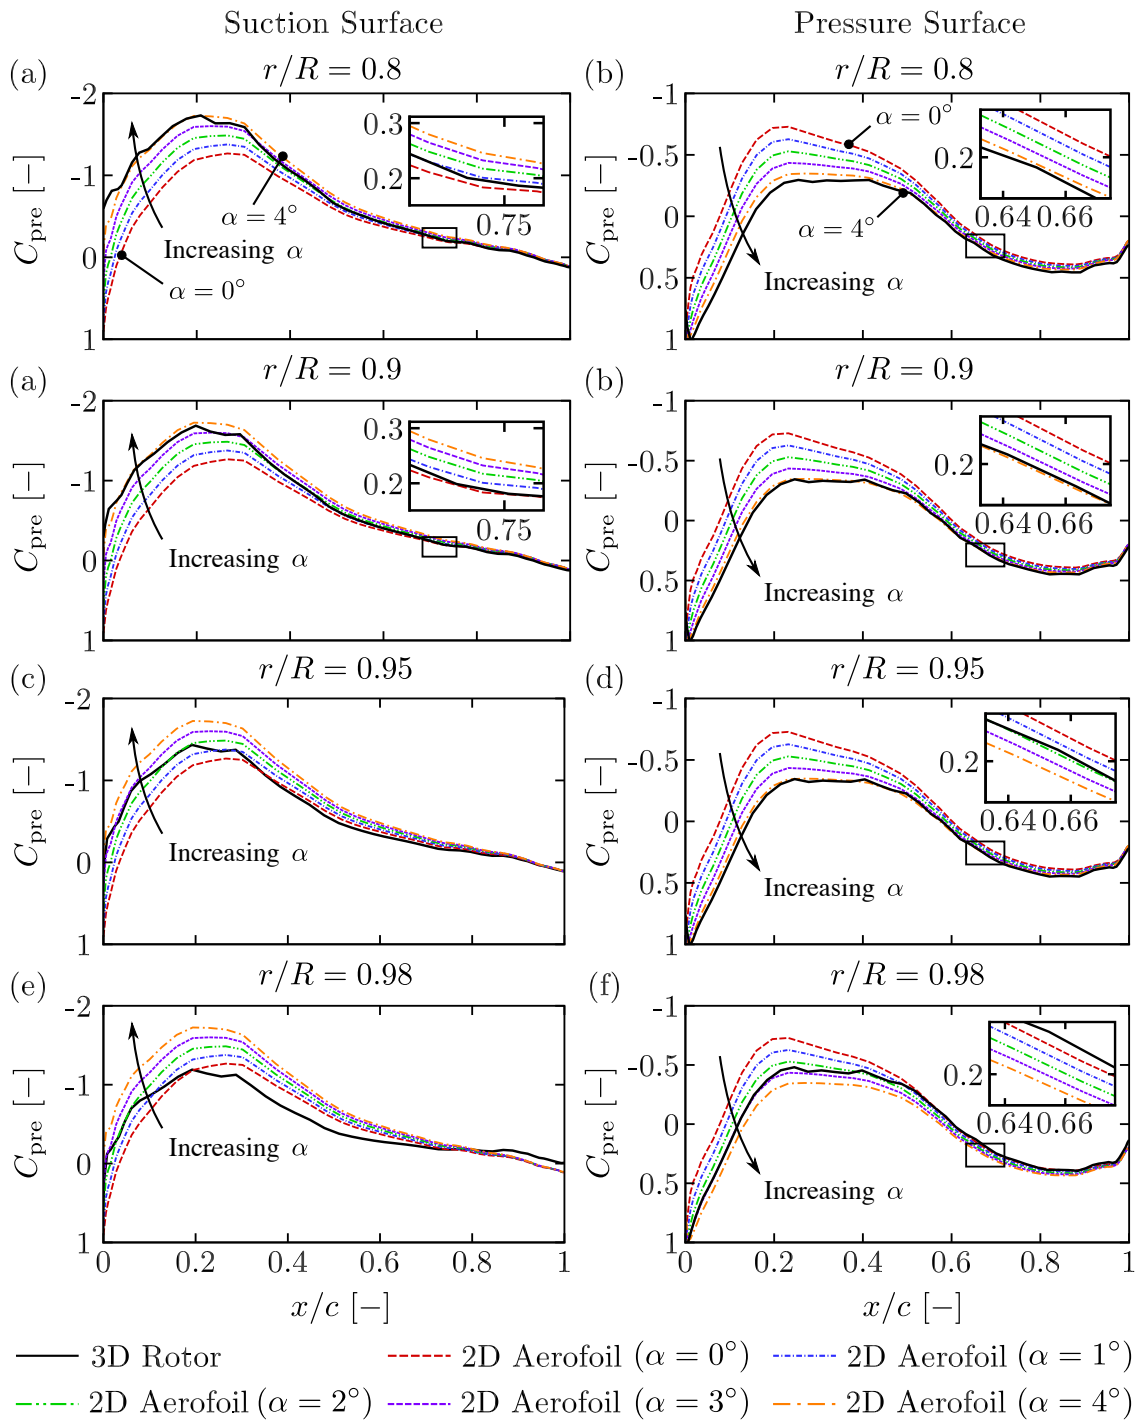 Suction Surface
Pressure Surface
(a)
r/R = 0.8
-2
-1
0
1
C_pre [−]
0.3
0.2
0.75
α = 4°
Increasing α
α = 0°
(b)
r/R = 0.8
-1
-0.5
0
0.5
1
C_pre [−]
α = 0°
0.2
0.64 0.66
α = 4°
Increasing α
(a)
r/R = 0.9
-2
-1
0
1
C_pre [−]
0.3
0.2
0.75
Increasing α
(b)
r/R = 0.9
-1
-0.5
0
0.5
1
C_pre [−]
0.2
0.64 0.66
Increasing α
(c)
r/R = 0.95
-2
-1
0
1
C_pre [−]
Increasing α
(d)
r/R = 0.95
-1
-0.5
0
0.5
1
C_pre [−]
0.2
0.64 0.66
Increasing α
(e)
r/R = 0.98
-2
-1
0
1
C_pre [−]
Increasing α
0 0.2 0.4 0.6 0.8 1
x/c [−]
(f)
r/R = 0.98
-1
-0.5
0
0.5
1
C_pre [−]
0.2
0.64 0.66
Increasing α
0 0.2 0.4 0.6 0.8 1
x/c [−]
3D Rotor
2D Aerofoil (α = 0°)
2D Aerofoil (α = 1°)
2D Aerofoil (α = 2°)
2D Aerofoil (α = 3°)
2D Aerofoil (α = 4°)